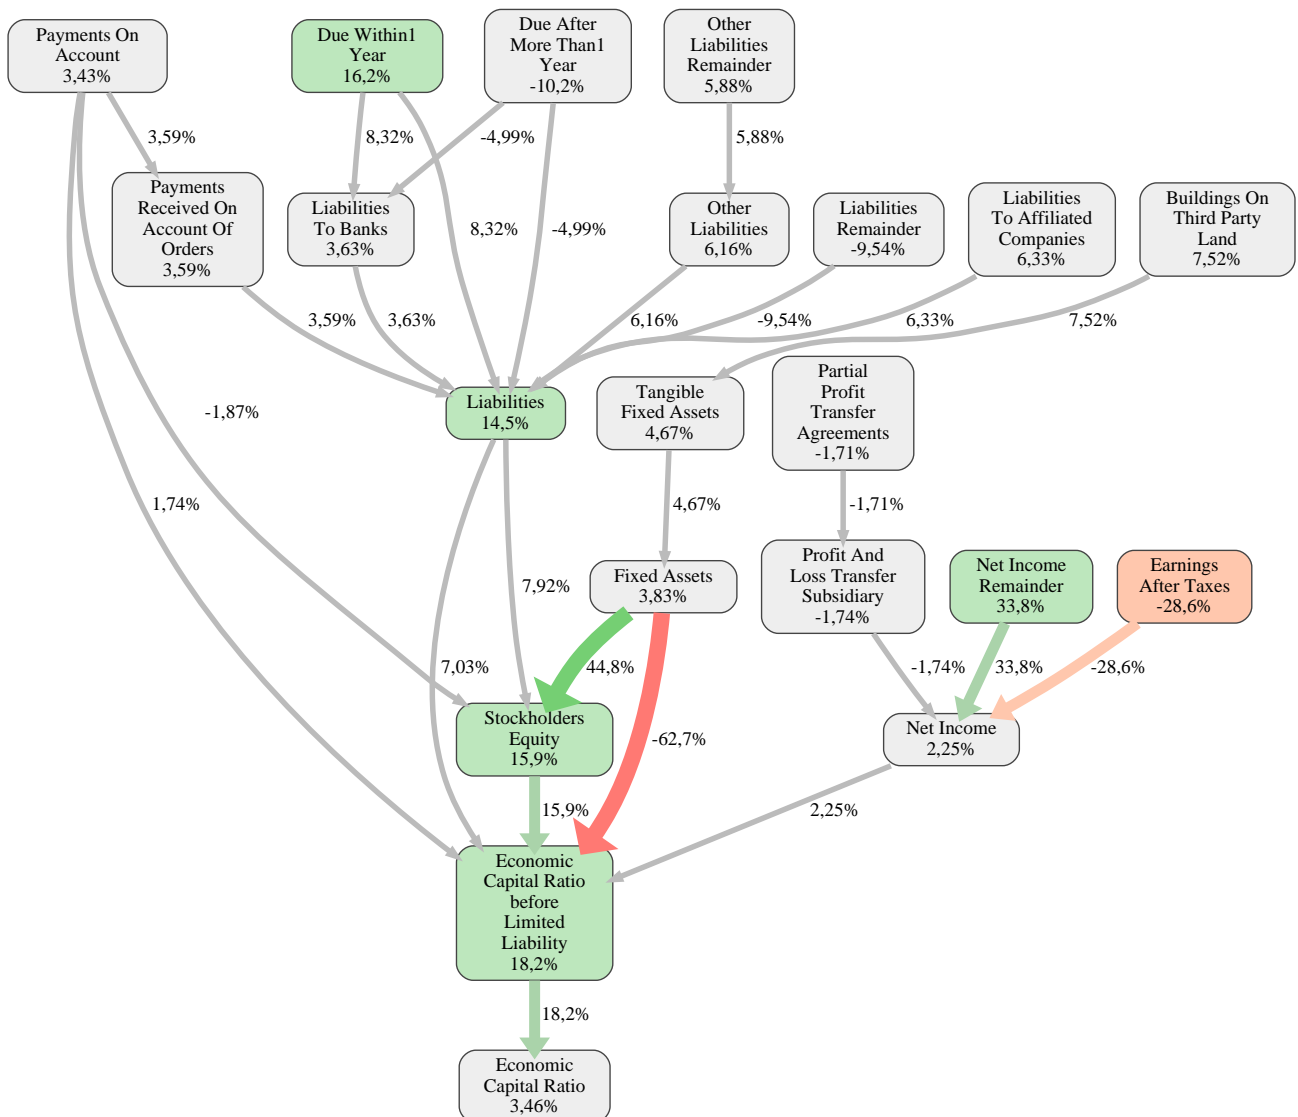 Payments On
Account
3,43%
Due Within1
Year
16,2%
Due After
More Than1
Year
-10,2%
Other
Liabilities
Remainder
5,88%
3,59%
8,32%
-4,99%
5,88%
Payments
Received On
Account Of
Orders
3,59%
Liabilities
To Banks
3,63%
8,32%
-4,99%
Other
Liabilities
6,16%
Liabilities
Remainder
-9,54%
Liabilities
To Affiliated
Companies
6,33%
Buildings On
Third Party
Land
7,52%
3,59%
3,63%
6,16%
-9,54%
6,33%
7,52%
-1,87%
Liabilities
14,5%
Tangible
Fixed Assets
4,67%
Partial
Profit
Transfer
Agreements
-1,71%
1,74%
4,67%
-1,71%
7,92%
Fixed Assets
3,83%
Profit And
Loss Transfer
Subsidiary
-1,74%
Net Income
Remainder
33,8%
Earnings
After Taxes
-28,6%
7,03%
44,8%
-1,74%
33,8%
-28,6%
Stockholders
Equity
15,9%
-62,7%
Net Income
2,25%
15,9%
2,25%
Economic
Capital Ratio
before
Limited
Liability
18,2%
18,2%
Economic
Capital Ratio
3,46%